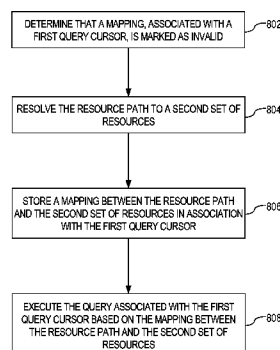 DETERMINE THAT A MAPPING, ASSOCIATED WITH A
FIRST QUERY CURSOR, IS MARKED AS INVALID
802
RESOLVE THE RESOURCE PATH TO A SECOND SET OF
RESOURCES
804
STORE A MAPPING BETWEEN THE RESOURCE PATH
AND THE SECOND SET OF RESOURCES IN ASSOCIATION
WITH THE FIRST QUERY CURSOR
806
EXECUTE THE QUERY ASSOCIATED WITH THE FIRST
QUERY CURSOR BASED ON THE MAPPING BETWEEN
THE RESOURCE PATH AND THE SECOND SET OF
RESOURCES
808